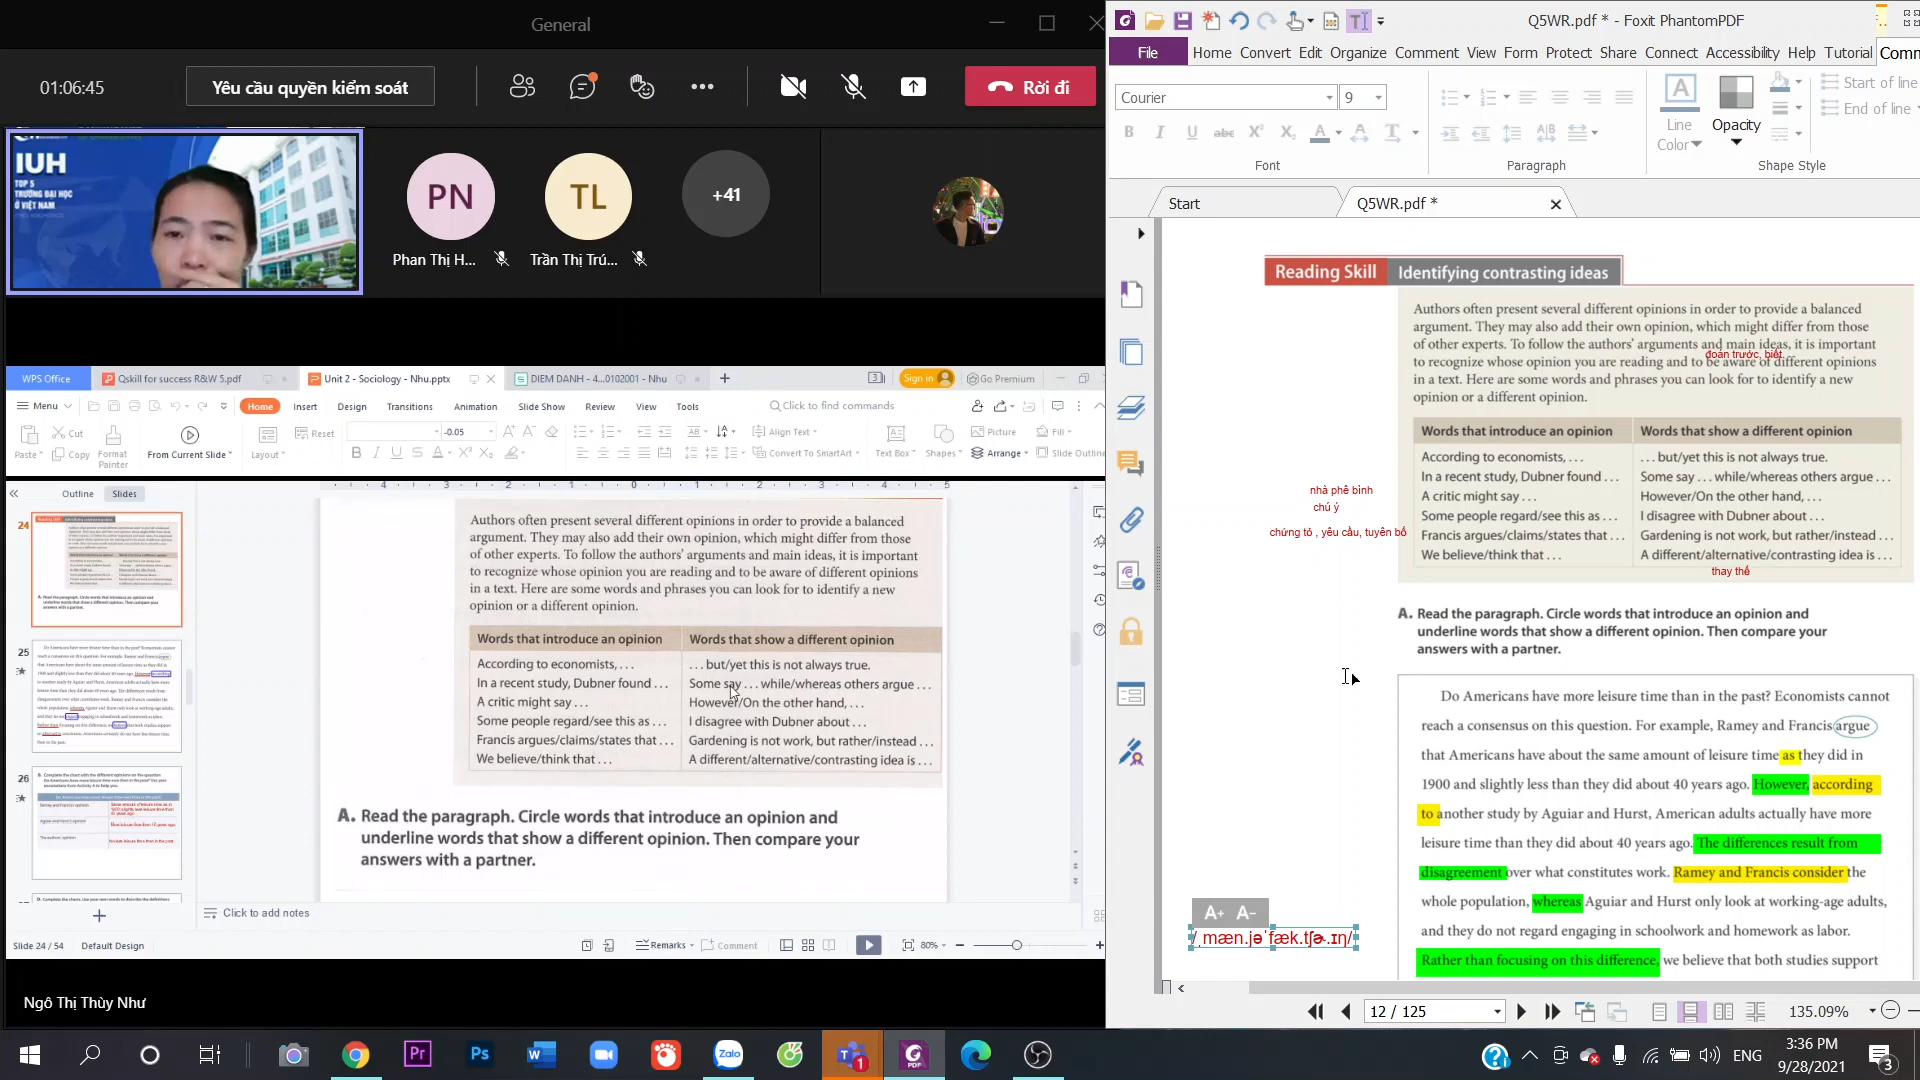 General
01:06:45
Yêu cầu quyền kiểm soát
Rời đi
IUH
TOP 5
TRƯỜNG ĐẠI HỌC
Ở VIỆT NAM
PN
TL
+41
Phan Thị H...
Trần Thị Trú...
WPS Office
Qskill for success R&W 5.pdf
Unit 2 - Sociology - Nhu.pptx
DIEM DANH - 4...0102001 - Nhu
Sign in
Go Premium
Menu
Home
Insert
Design
Transitions
Animation
Slide Show
Review
View
Tools
Click to find commands
Paste
Cut
Copy
Format
Painter
From Current Slide
Layout
Reset
-0.05
Align Text
Convert To SmartArt
Text Box
Shapes
Picture
Arrange
Fill
Slide Outline
Outline
Slides
24
25
26
Authors often present several different opinions in order to provide a balanced
argument. They may also add their own opinion, which might differ from those
of other experts. To follow the authors' arguments and main ideas, it is important
to recognize whose opinion you are reading and to be aware of different opinions
in a text. Here are some words and phrases you can look for to identify a new
opinion or a different opinion.
Words that introduce an opinion
Words that show a different opinion
According to economists, . . .
. . . but/yet this is not always true.
In a recent study, Dubner found . . .
Some say . . . while/whereas others argue . . .
A critic might say . . .
However/On the other hand, . . .
Some people regard/see this as . . .
I disagree with Dubner about . . .
Francis argues/claims/states that . . .
Gardening is not work, but rather/instead . . .
We believe/think that . . .
A different/alternative/contrasting idea is . . .
A. Read the paragraph. Circle words that introduce an opinion and
underline words that show a different opinion. Then compare your
answers with a partner.
Click to add notes
Slide 24 / 54
Default Design
Remarks
Comment
80%
Ngô Thị Thùy Như
Q5WR.pdf * - Foxit PhantomPDF
File
Home
Convert
Edit
Organize
Comment
View
Form
Protect
Share
Connect
Accessibility
Help
Tutorial
Comm
Courier
9
Font
Paragraph
Line
Color
Opacity
Start of line
End of line
Shape Style
Start
Q5WR.pdf *
Reading Skill
Identifying contrasting ideas
Authors often present several different opinions in order to provide a balanced
argument. They may also add their own opinion, which might differ from those
of other experts. To follow the authors' arguments and main ideas, it is important
đoán trước, biết
to recognize whose opinion you are reading and to be aware of different opinions
in a text. Here are some words and phrases you can look for to identify a new
opinion or a different opinion.
Words that introduce an opinion
Words that show a different opinion
According to economists, . . .
. . . but/yet this is not always true.
In a recent study, Dubner found . . .
Some say . . . while/whereas others argue . . .
nhà phê bình
A critic might say . . .
However/On the other hand, . . .
chú ý
Some people regard/see this as . . .
I disagree with Dubner about . . .
chứng tỏ , yêu cầu, tuyên bố
Francis argues/claims/states that . . .
Gardening is not work, but rather/instead . . .
We believe/think that . . .
A different/alternative/contrasting idea is . . .
thay thế
A. Read the paragraph. Circle words that introduce an opinion and
underline words that show a different opinion. Then compare your
answers with a partner.
Do Americans have more leisure time than in the past? Economists cannot
reach a consensus on this question. For example, Ramey and Francis argue
that Americans have about the same amount of leisure time as they did in
1900 and slightly less than they did about 40 years ago. However, according
to another study by Aguiar and Hurst, American adults actually have more
leisure time than they did about 40 years ago. The differences result from
disagreement over what constitutes work. Ramey and Francis consider the
whole population, whereas Aguiar and Hurst only look at working-age adults,
and they do not regard engaging in schoolwork and homework as labor.
Rather than focusing on this difference, we believe that both studies support
A+ A-
/ˌmæn.jəˈfæk.tʃɚ.ɪŋ/
12 / 125
135.09%
ENG
3:36 PM
9/28/2021